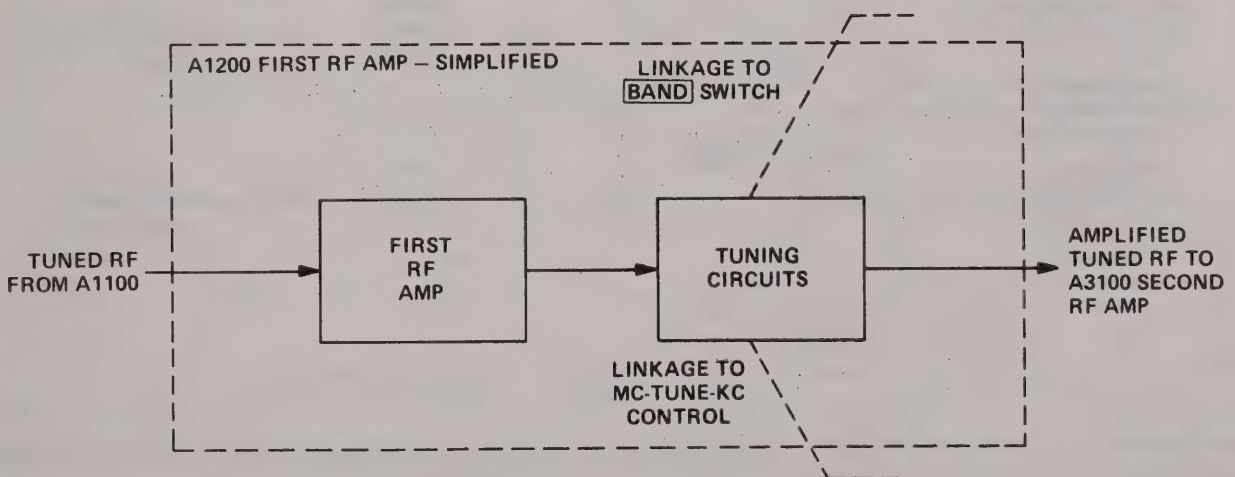 A1200 FIRST RF AMP – SIMPLIFIED
LINKAGE TO
BAND SWITCH
TUNED RF
FROM A1100
FIRST
RF
AMP
TUNING
CIRCUITS
AMPLIFIED
TUNED RF TO
A3100 SECOND
RF AMP
LINKAGE TO
MC-TUNE-KC
CONTROL